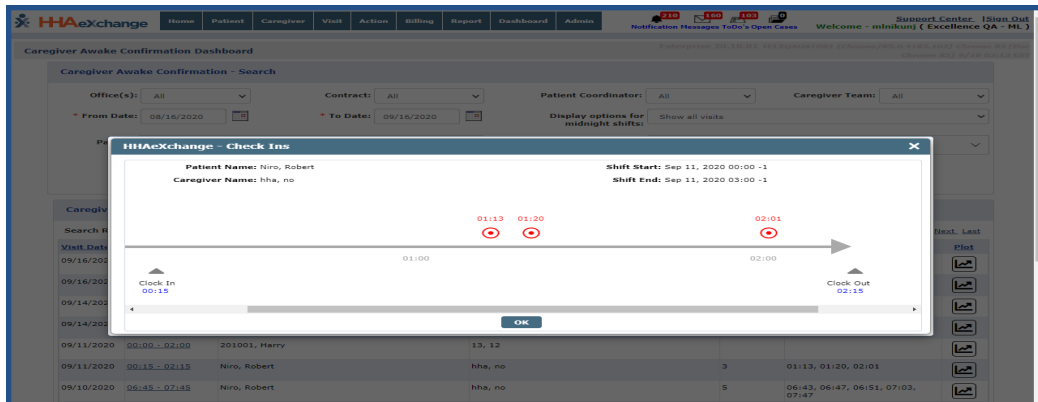 HHAeXchange Home Patient Caregiver Visit Action Billing Report Dashboard Admin
210 160 103 0
Notification Messages ToDo's Open Cases
Support Center |Sign Out
Welcome - mlnikunj ( Excellence QA - ML )
Caregiver Awake Confirmation Dashboard
Caregiver Awake Confirmation - Search
Office(s): All Contract: All Patient Coordinator: All Caregiver Team: All
* From Date: 08/16/2020 * To Date: 09/16/2020 Display options for midnight shifts: Show all visits
Pa
HHAeXchange - Check Ins X
Patient Name: Niro, Robert Shift Start: Sep 11, 2020 00:00 -1
Caregiver Name: hha, no Shift End: Sep 11, 2020 03:00 -1
Caregiv
01:13 01:20 02:01
Search R Next Last
Visit Date Plot
01:00 02:00
09/16/202
09/16/202
Clock In Clock Out
00:15 02:15
09/14/202
09/14/202
OK
09/11/2020 00:00 - 02:00 201001, Harry 13, 12
09/11/2020 00:15 - 02:15 Niro, Robert hha, no 3 01:13, 01:20, 02:01
09/10/2020 06:45 - 07:45 Niro, Robert hha, no 5 06:43, 06:47, 06:51, 07:03,
07:47